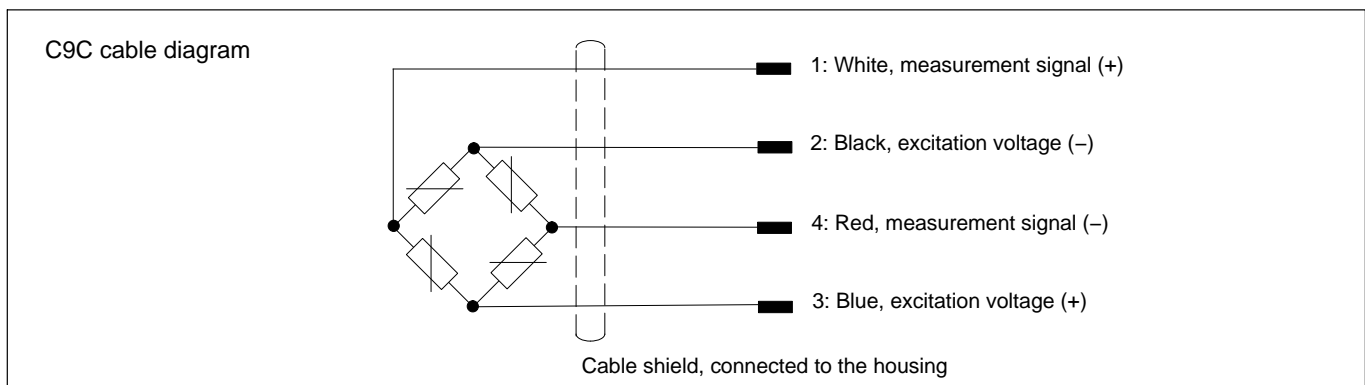 C9C cable diagram
1: White, measurement signal (+)
2: Black, excitation voltage (−)
4: Red, measurement signal (−)
3: Blue, excitation voltage (+)
Cable shield, connected to the housing